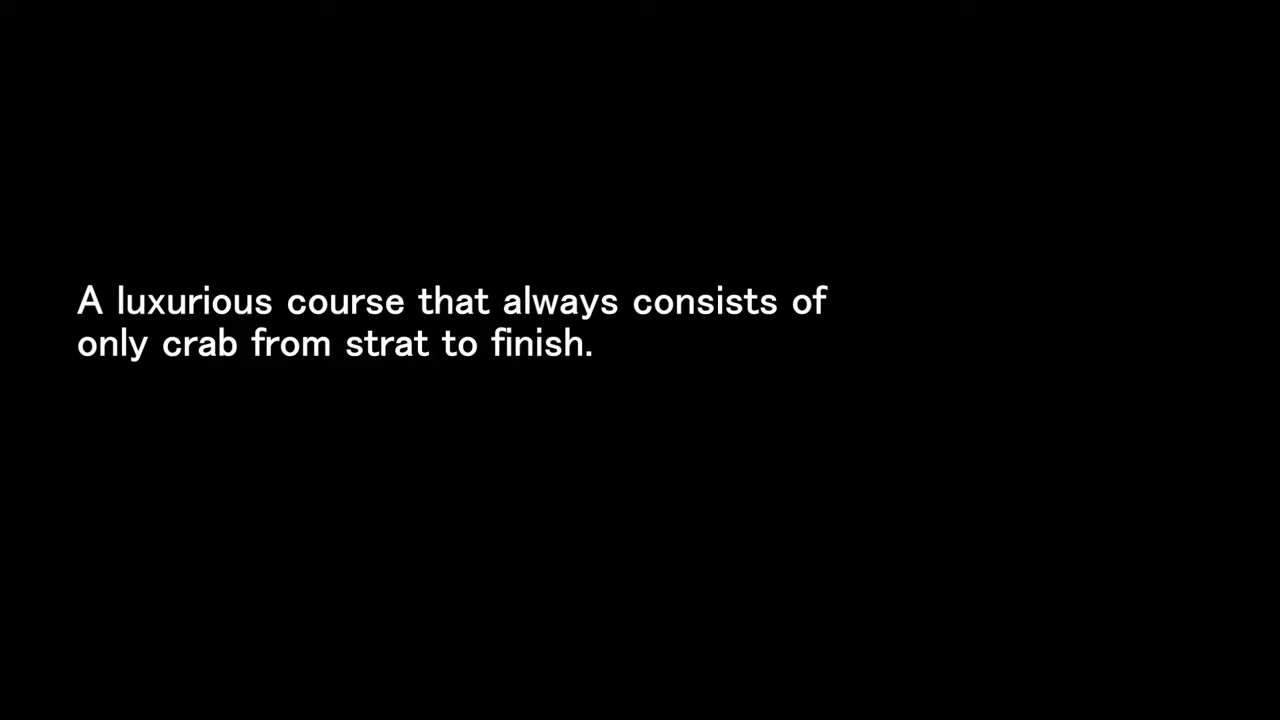 A luxurious course that always consists of
only crab from strat to finish.